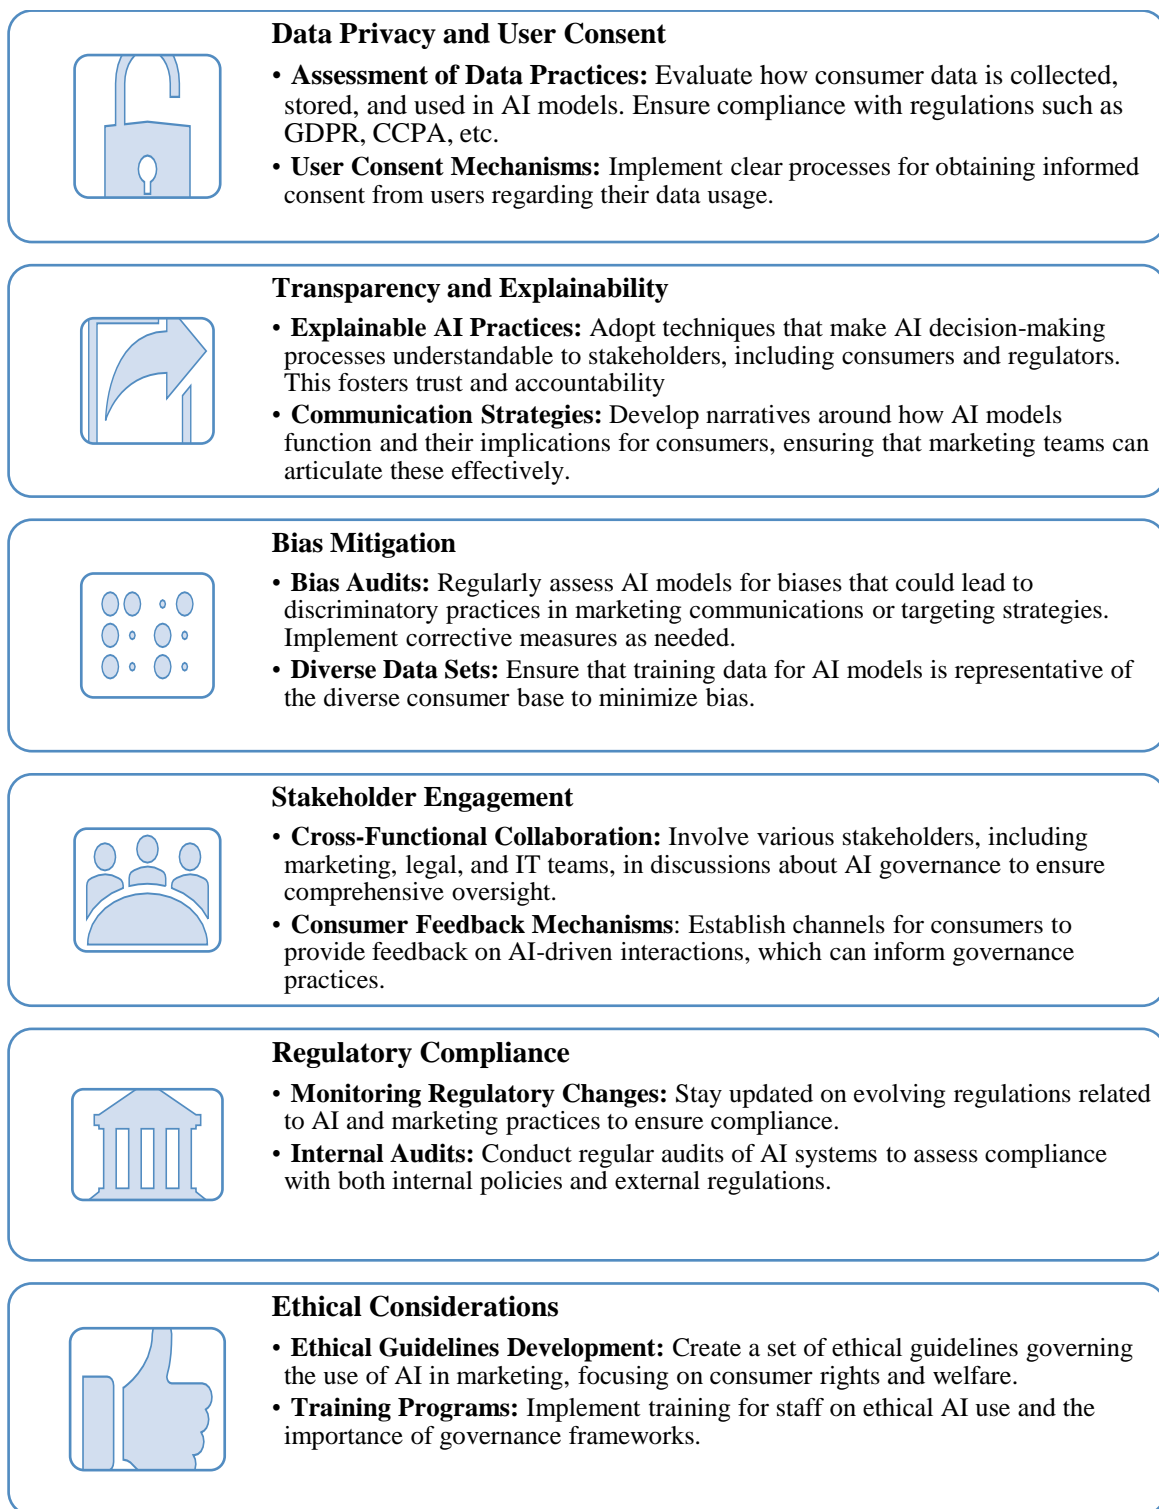 Data Privacy and User Consent
• Assessment of Data Practices: Evaluate how consumer data is collected,
stored, and used in AI models. Ensure compliance with regulations such as
GDPR, CCPA, etc.
• User Consent Mechanisms: Implement clear processes for obtaining informed
consent from users regarding their data usage.
Transparency and Explainability
• Explainable AI Practices: Adopt techniques that make AI decision-making
processes understandable to stakeholders, including consumers and regulators.
This fosters trust and accountability
• Communication Strategies: Develop narratives around how AI models
function and their implications for consumers, ensuring that marketing teams can
articulate these effectively.
Bias Mitigation
• Bias Audits: Regularly assess AI models for biases that could lead to
discriminatory practices in marketing communications or targeting strategies.
Implement corrective measures as needed.
• Diverse Data Sets: Ensure that training data for AI models is representative of
the diverse consumer base to minimize bias.
Stakeholder Engagement
• Cross-Functional Collaboration: Involve various stakeholders, including
marketing, legal, and IT teams, in discussions about AI governance to ensure
comprehensive oversight.
• Consumer Feedback Mechanisms: Establish channels for consumers to
provide feedback on AI-driven interactions, which can inform governance
practices.
Regulatory Compliance
• Monitoring Regulatory Changes: Stay updated on evolving regulations related
to AI and marketing practices to ensure compliance.
• Internal Audits: Conduct regular audits of AI systems to assess compliance
with both internal policies and external regulations.
Ethical Considerations
• Ethical Guidelines Development: Create a set of ethical guidelines governing
the use of AI in marketing, focusing on consumer rights and welfare.
• Training Programs: Implement training for staff on ethical AI use and the
importance of governance frameworks.